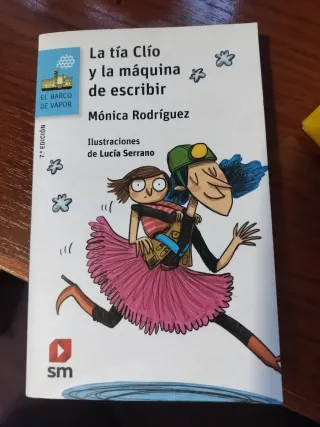 La tía Clío
y la máquina
de escribir
Mónica Rodríguez
Ilustraciones
de Lucía Serrano
EL BARCO
DE VAPOR
7.ª EDICIÓN
sm